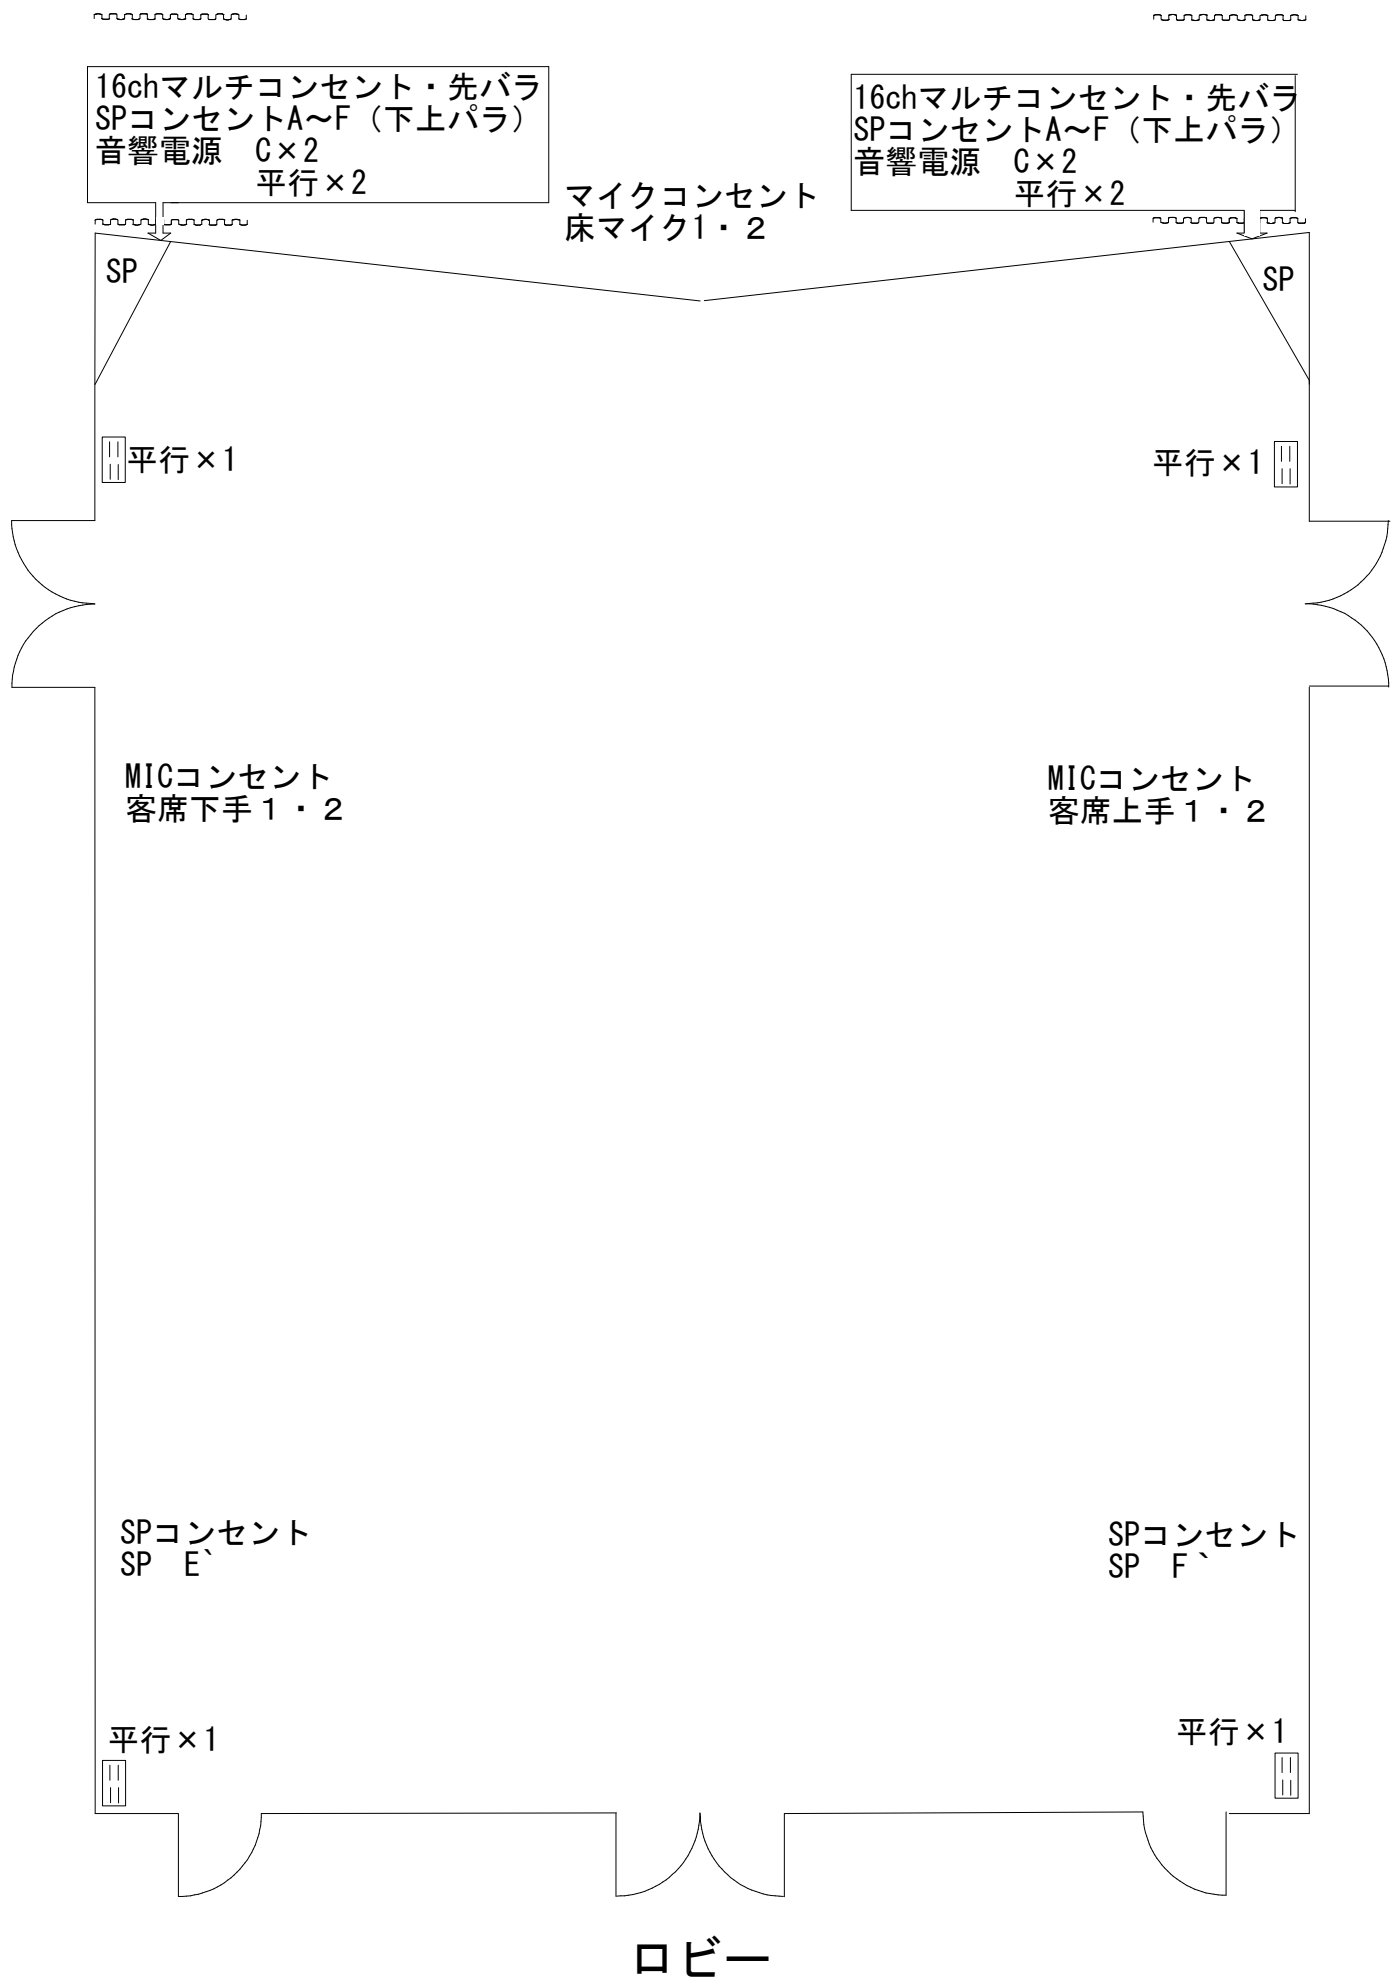 16chマルチコンセント・先バラ
SPコンセントA～F（下上パラ）
音響電源　C×2
平行×2
16chマルチコンセント・先バラ
SPコンセントA～F（下上パラ）
音響電源　C×2
平行×2
マイクコンセント
床マイク1・２
SP
SP
平行×1
平行×1
MICコンセント
客席下手１・２
MICコンセント
客席上手１・２
SPコンセント
SP　E`
SPコンセント
SP　F`
平行×1
平行×1
ロビー